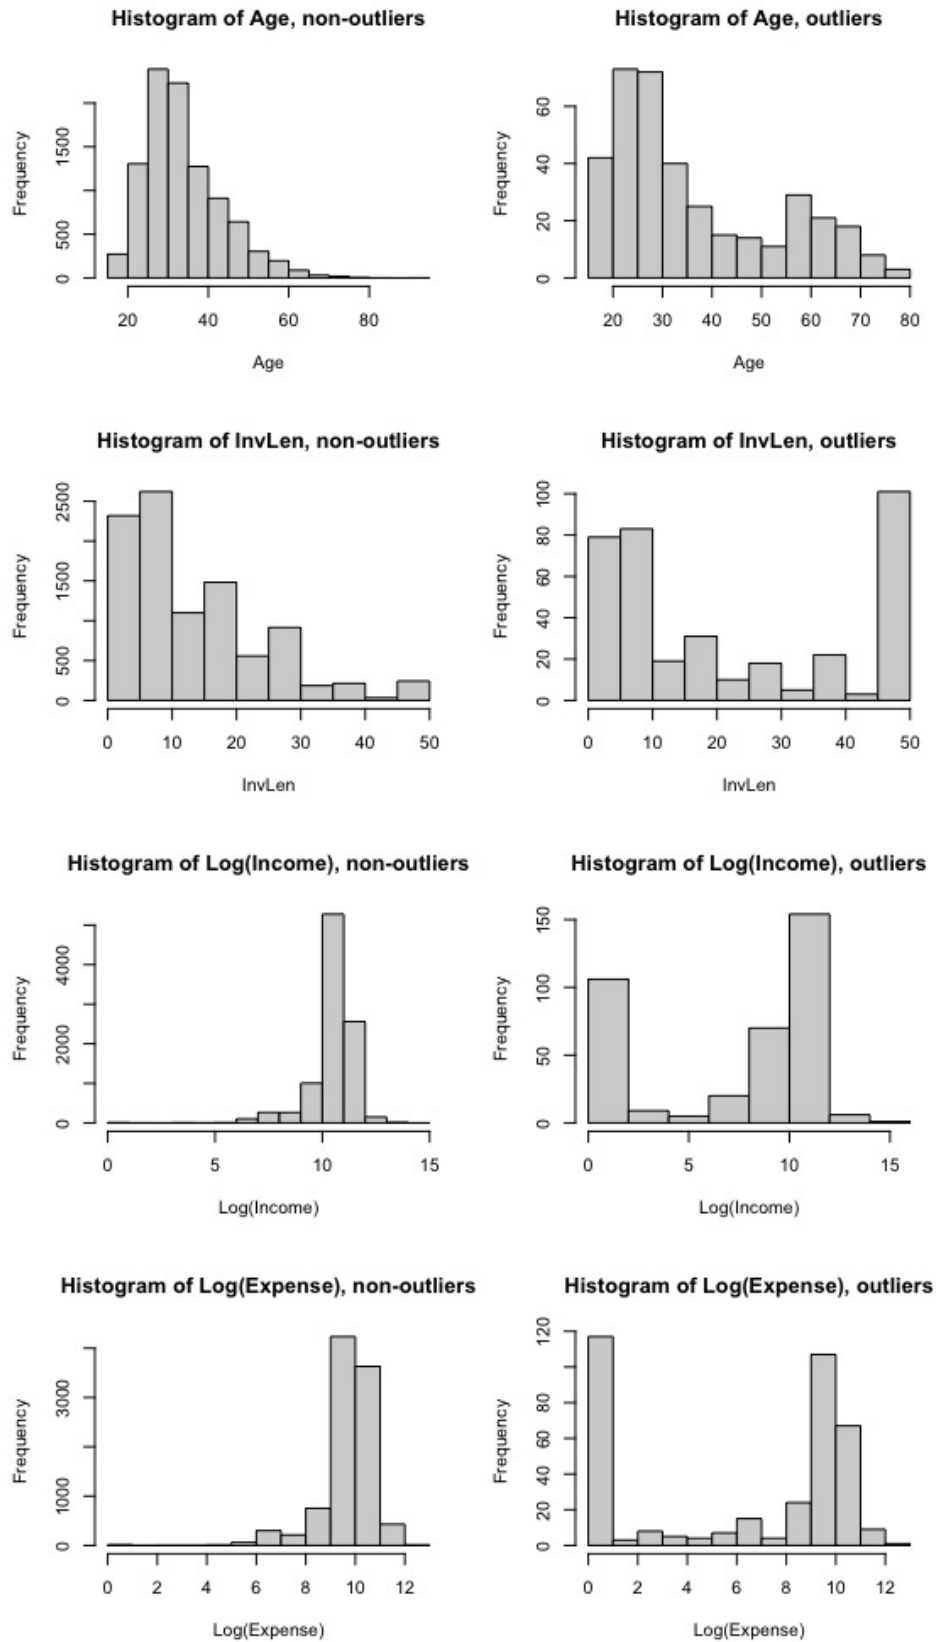 Histogram of Age, non-outliers
Frequency
0 500 1500
20 40 60 80
Age
Histogram of Age, outliers
Frequency
0 20 40 60
20 30 40 50 60 70 80
Age
Histogram of InvLen, non-outliers
Frequency
0 500 1500 2500
0 10 20 30 40 50
InvLen
Histogram of InvLen, outliers
Frequency
0 20 40 60 80 100
0 10 20 30 40 50
InvLen
Histogram of Log(Income), non-outliers
Frequency
0 2000 4000
0 5 10 15
Log(Income)
Histogram of Log(Income), outliers
Frequency
0 50 100 150
0 5 10 15
Log(Income)
Histogram of Log(Expense), non-outliers
Frequency
0 1000 3000
0 2 4 6 8 10 12
Log(Expense)
Histogram of Log(Expense), outliers
Frequency
0 20 40 60 80 120
0 2 4 6 8 10 12
Log(Expense)